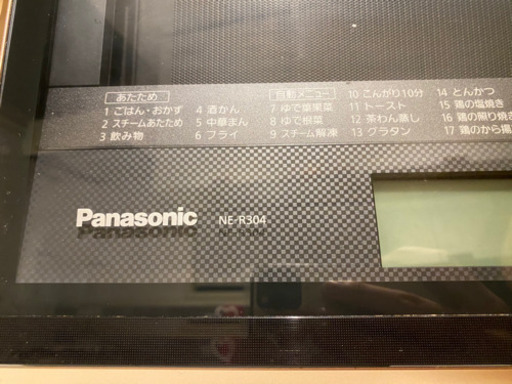 あたため
1 ごはん・おかず
2 スチームあたため
3 飲み物
4 酒かん
5 中華まん
6 フライ
自動メニュー
7 ゆで葉果菜
8 ゆで根菜
9 スチーム解凍
10 こんがり10分
11 トースト
12 茶わん蒸し
13 グラタン
14 とんかつ
15 鶏の塩焼き
16 鶏の照り焼き
17 鶏のから揚
Panasonic
NE-R304